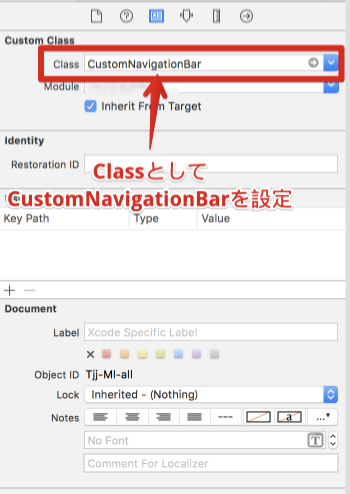 Custom Class
Class CustomNavigationBar
Module
Inherit From Target
Identity
Restoration ID
Classとして
CustomNavigationBarを設定
Key Path Type Value
Document
Label Xcode Specific Label
Object ID Tjj-MI-all
Lock Inherited - (Nothing)
Notes
No Font
Comment For Localizer